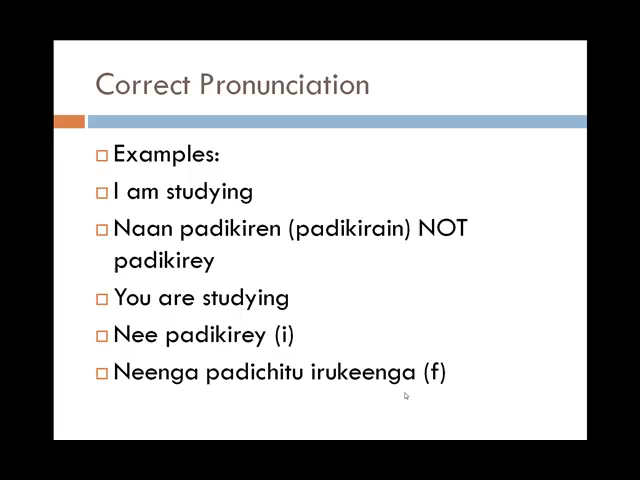 Correct Pronunciation
Examples:
I am studying
Naan padikiren (padikirain) NOT
padikirey
You are studying
Nee padikirey (i)
Neenga padichitu irukeenga (f)